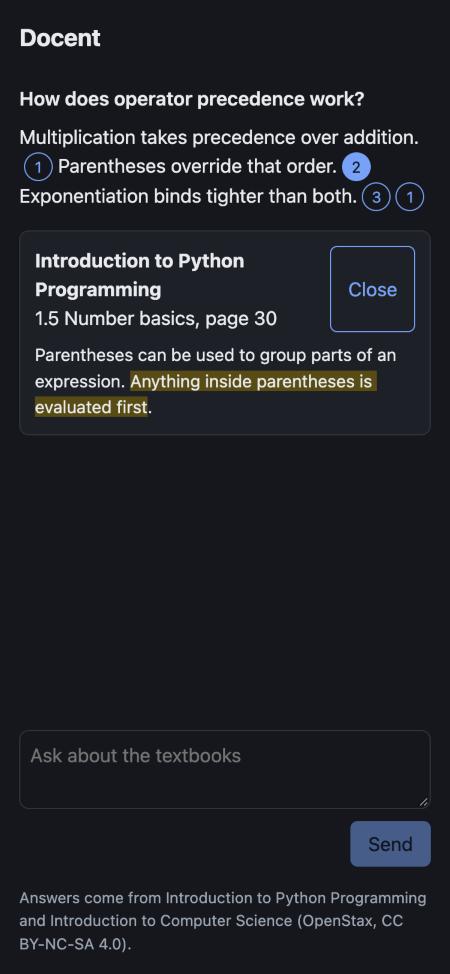 Docent
How does operator precedence work?
Multiplication takes precedence over addition.
1 Parentheses override that order. 2
Exponentiation binds tighter than both. 3 1
Introduction to Python
Programming
1.5 Number basics, page 30
Close
Parentheses can be used to group parts of an
expression. Anything inside parentheses is
evaluated first.
Ask about the textbooks
Send
Answers come from Introduction to Python Programming
and Introduction to Computer Science (OpenStax, CC
BY-NC-SA 4.0).